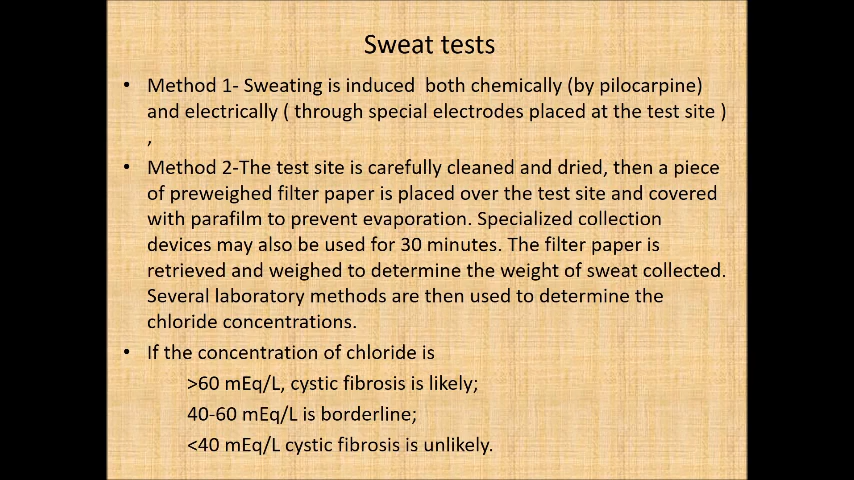 Sweat tests
• Method 1- Sweating is induced  both chemically (by pilocarpine)
and electrically ( through special electrodes placed at the test site )
,
• Method 2-The test site is carefully cleaned and dried, then a piece
of preweighed filter paper is placed over the test site and covered
with parafilm to prevent evaporation. Specialized collection
devices may also be used for 30 minutes. The filter paper is
retrieved and weighed to determine the weight of sweat collected.
Several laboratory methods are then used to determine the
chloride concentrations.
• If the concentration of chloride is
>60 mEq/L, cystic fibrosis is likely;
40-60 mEq/L is borderline;
<40 mEq/L cystic fibrosis is unlikely.